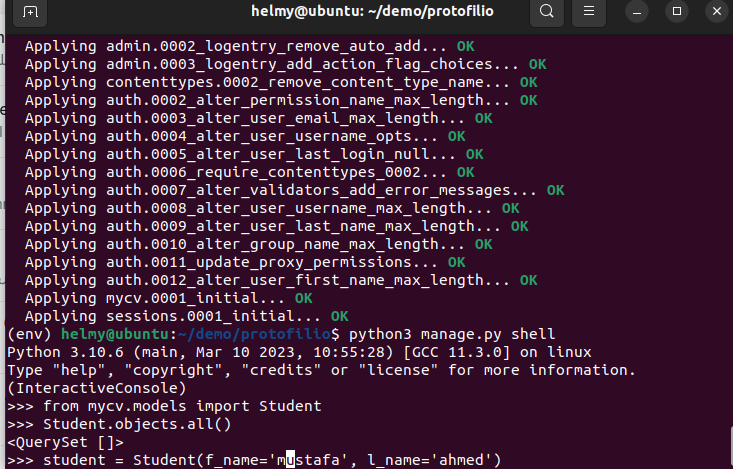 helmy@ubuntu: ~/demo/protofilio
Applying admin.0002_logentry_remove_auto_add... OK
Applying admin.0003_logentry_add_action_flag_choices... OK
Applying contenttypes.0002_remove_content_type_name... OK
Applying auth.0002_alter_permission_name_max_length... OK
Applying auth.0003_alter_user_email_max_length... OK
Applying auth.0004_alter_user_username_opts... OK
Applying auth.0005_alter_user_last_login_null... OK
Applying auth.0006_require_contenttypes_0002... OK
Applying auth.0007_alter_validators_add_error_messages... OK
Applying auth.0008_alter_user_username_max_length... OK
Applying auth.0009_alter_user_last_name_max_length... OK
Applying auth.0010_alter_group_name_max_length... OK
Applying auth.0011_update_proxy_permissions... OK
Applying auth.0012_alter_user_first_name_max_length... OK
Applying mycv.0001_initial... OK
Applying sessions.0001_initial... OK
(env) helmy@ubuntu:~/demo/protofilio$ python3 manage.py shell
Python 3.10.6 (main, Mar 10 2023, 10:55:28) [GCC 11.3.0] on linux
Type "help", "copyright", "credits" or "license" for more information.
(InteractiveConsole)
>>> from mycv.models import Student
>>> Student.objects.all()
<QuerySet []>
>>> student = Student(f_name='mustafa', l_name='ahmed')